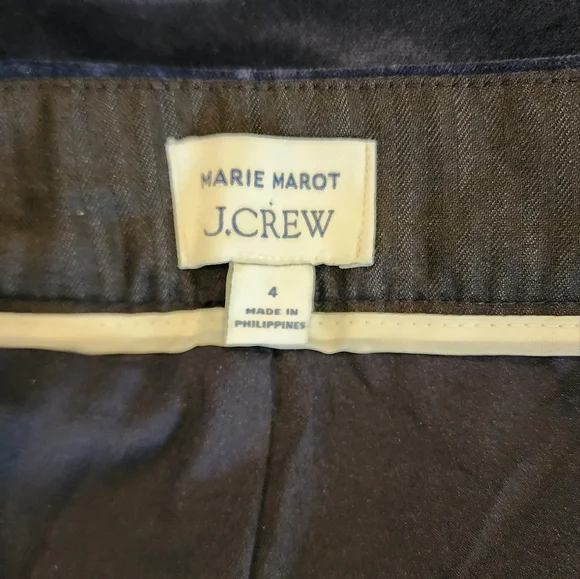 MARIE MAROT
J.CREW
4
MADE IN
PHILIPPINES